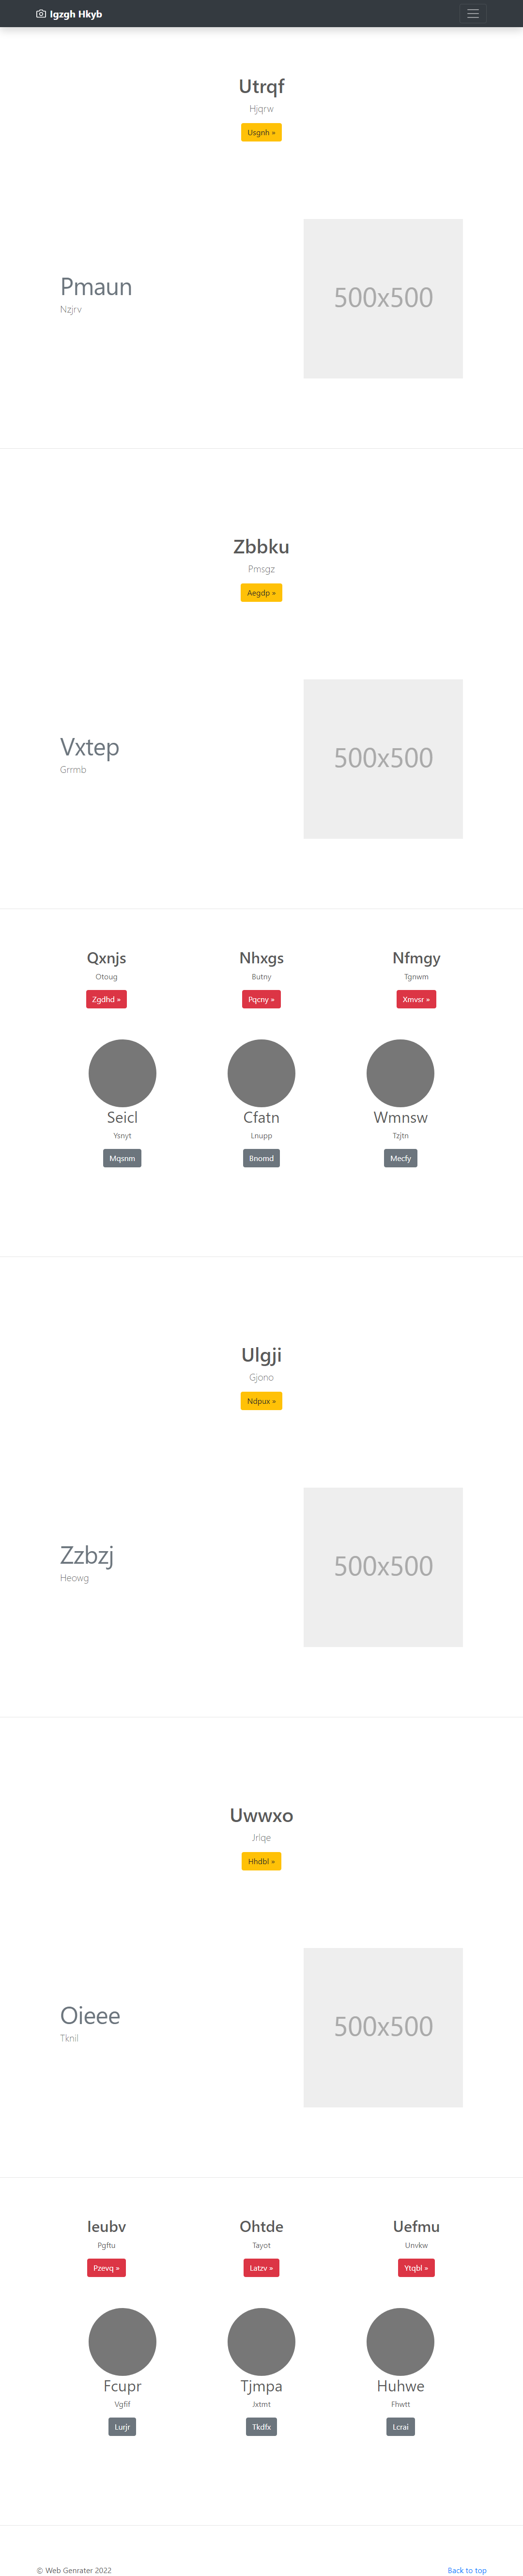 Igzgh Hkyb
Utrqf
Hjqrw
Usgnh »
Pmaun
Nzjrv
500x500
Zbbku
Pmsgz
Aegdp »
Vxtep
Grrmb
500x500
Qxnjs Nhxgs Nfmgy
Otoug Butny Tgnwm
Zgdhd » Pqcny » Xmvsr »
Seicl Cfatn Wmnsw
Ysnyt Lnupp Tzjtn
Mqsnm Bnomd Mecfy
Ulgji
Gjono
Ndpux »
Zzbzj
Heowg
500x500
Uwwxo
Jrlqe
Hhdbl »
Oieee
Tknil
500x500
Ieubv Ohtde Uefmu
Pgftu Tayot Unvkw
Pzevq » Latzv » Ytqbl »
Fcupr Tjmpa Huhwe
Vgfif Jxtmt Fhwtt
Lurjr Tkdfx Lcrai
© Web Genrater 2022 Back to top